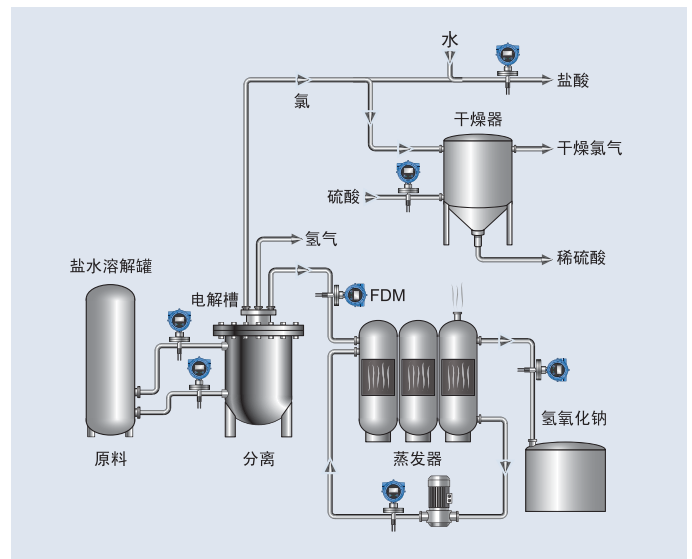 水
盐酸
氯
干燥器
干燥氯气
硫酸
氢气
稀硫酸
盐水溶解罐
电解槽
FDM
氢氧化钠
原料
分离
蒸发器